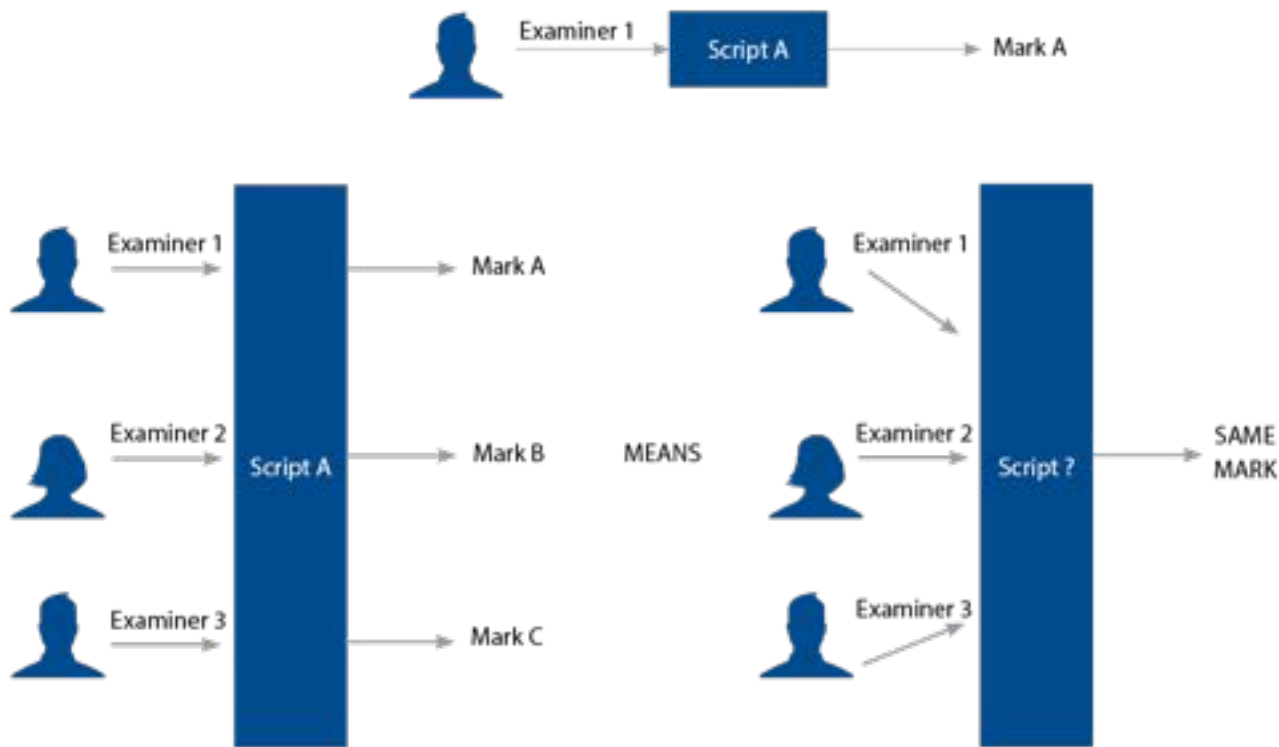 Examiner 1
Script A
Mark A
Examiner 1
Mark A
Examiner 2
Script A
Mark B
Examiner 3
Mark C
MEANS
Examiner 1
Examiner 2
Script ?
SAME
MARK
Examiner 3